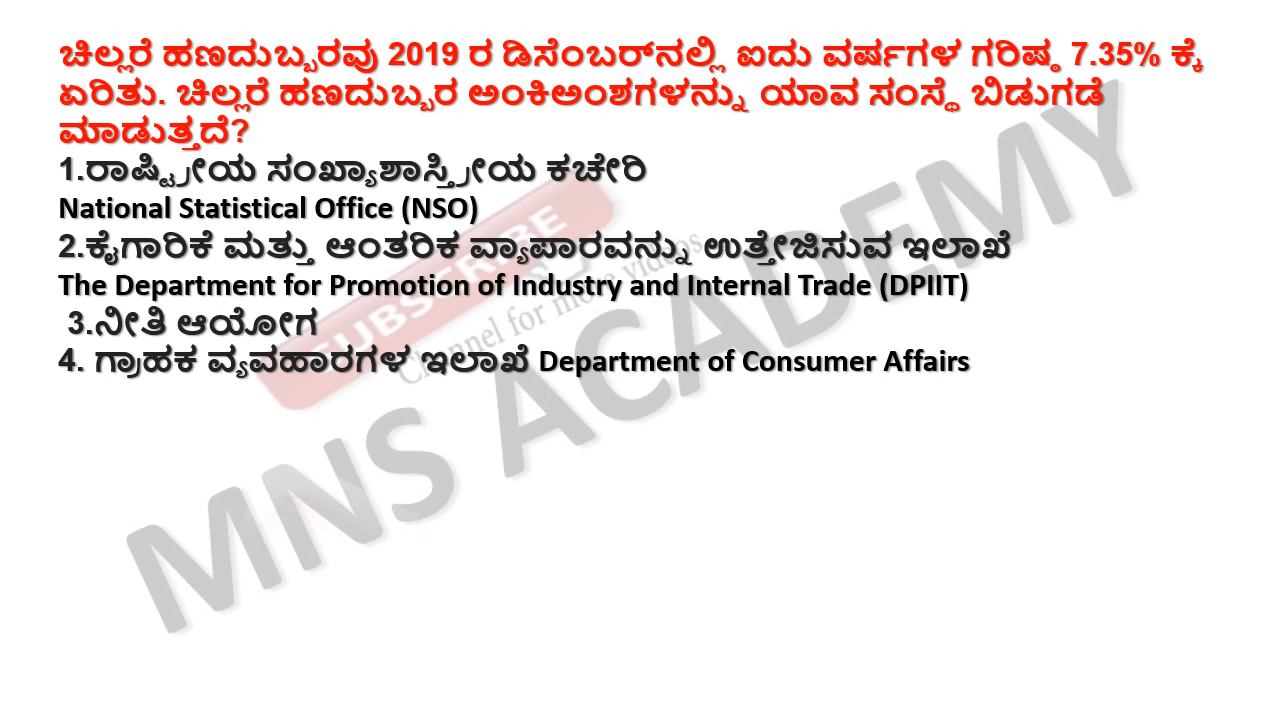 ಚಿಲ್ಲರೆ ಹಣದುಬ್ಬರವು 2019 ರ ಡಿಸೆಂಬರ್‌ನಲ್ಲಿ ಐದು ವರ್ಷಗಳ ಗರಿಷ್ಠ 7.35% ಕ್ಕೆ
ಏರಿತು. ಚಿಲ್ಲರೆ ಹಣದುಬ್ಬರ ಅಂಕಿಅಂಶಗಳನ್ನು ಯಾವ ಸಂಸ್ಥೆ ಬಿಡುಗಡೆ
ಮಾಡುತ್ತದೆ?
1.ರಾಷ್ಟ್ರೀಯ ಸಂಖ್ಯಾಶಾಸ್ತ್ರೀಯ ಕಚೇರಿ
National Statistical Office (NSO)
2.ಕೈಗಾರಿಕೆ ಮತ್ತು ಆಂತರಿಕ ವ್ಯಾಪಾರವನ್ನು ಉತ್ತೇಜಿಸುವ ಇಲಾಖೆ
The Department for Promotion of Industry and Internal Trade (DPIIT)
3.ನೀತಿ ಆಯೋಗ
4. ಗ್ರಾಹಕ ವ್ಯವಹಾರಗಳ ಇಲಾಖೆ Department of Consumer Affairs
SUBSCRIBE
Channel for more videos
MNS ACADEMY